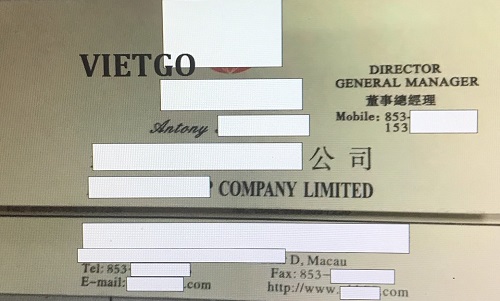 VIETGO
DIRECTOR
GENERAL MANAGER
董事總經理
Mobile: 853-
153
Antony
公司
COMPANY LIMITED
D, Macau
Tel: 853-
Fax: 853-
E-mail: .com
http://www. .com